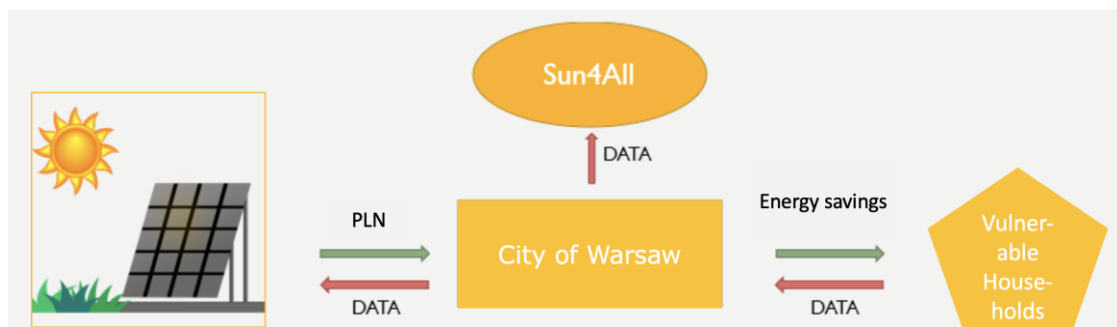 Sun4All
DATA
PLN
Energy savings
City of Warsaw
Vulner-
able
House-
holds
DATA
DATA